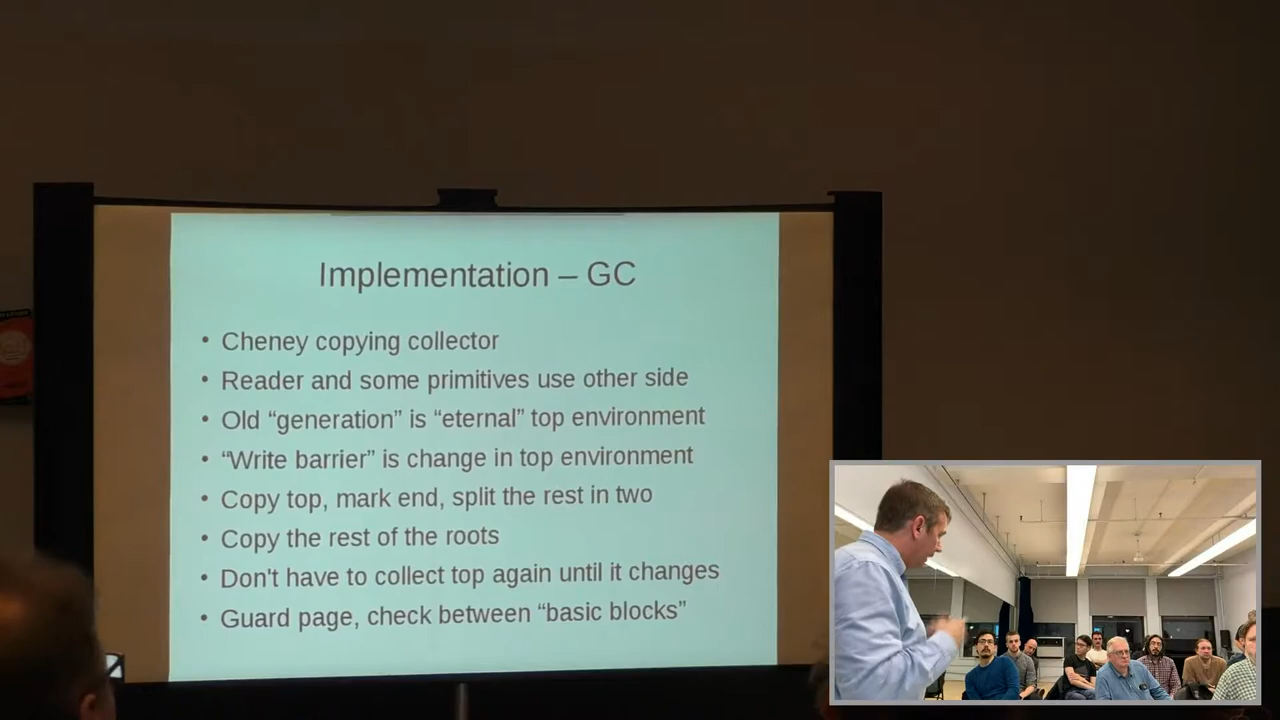 Implementation – GC
• Cheney copying collector
• Reader and some primitives use other side
• Old “generation” is “eternal” top environment
• “Write barrier” is change in top environment
• Copy top, mark end, split the rest in two
• Copy the rest of the roots
• Don't have to collect top again until it changes
• Guard page, check between “basic blocks”